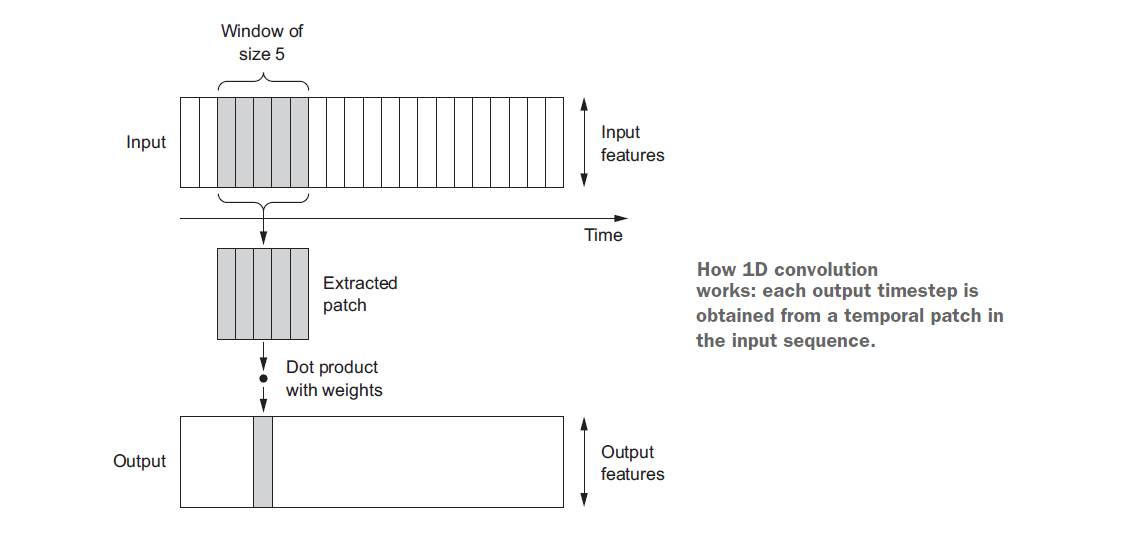 Window of
size 5
Input
Input
features
Time
Extracted
patch
How 1D convolution
works: each output timestep is
obtained from a temporal patch in
the input sequence.
Dot product
with weights
Output
Output
features